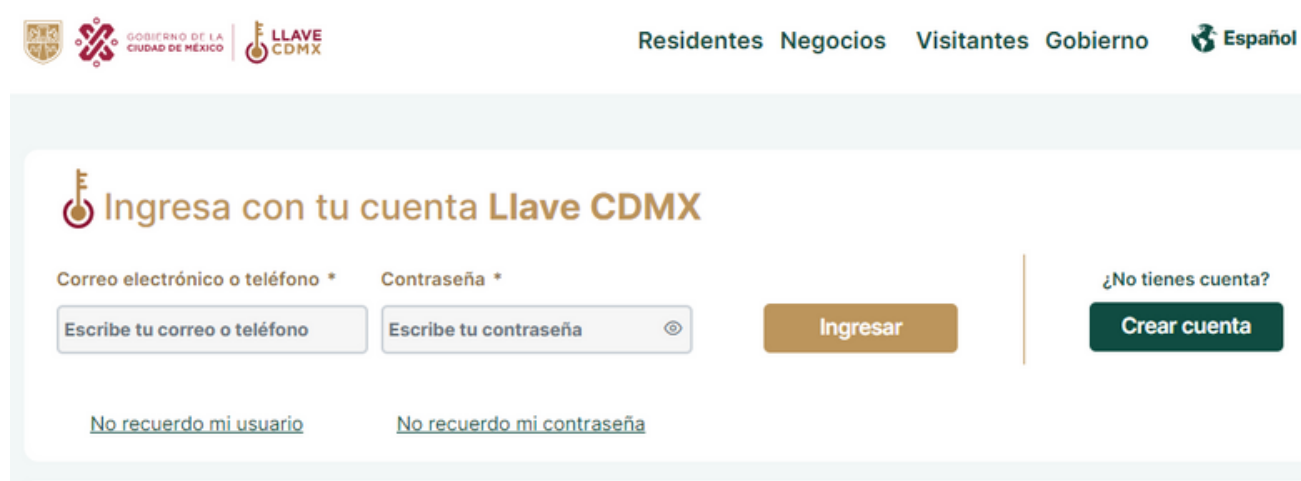 GOBIERNO DE LA
CIUDAD DE MÉXICO
LLAVE
CDMX
Residentes Negocios Visitantes Gobierno Español
Ingresa con tu cuenta Llave CDMX
Correo electrónico o teléfono * Contraseña * ¿No tienes cuenta?
Escribe tu correo o teléfono Escribe tu contraseña Ingresar Crear cuenta
No recuerdo mi usuario No recuerdo mi contraseña